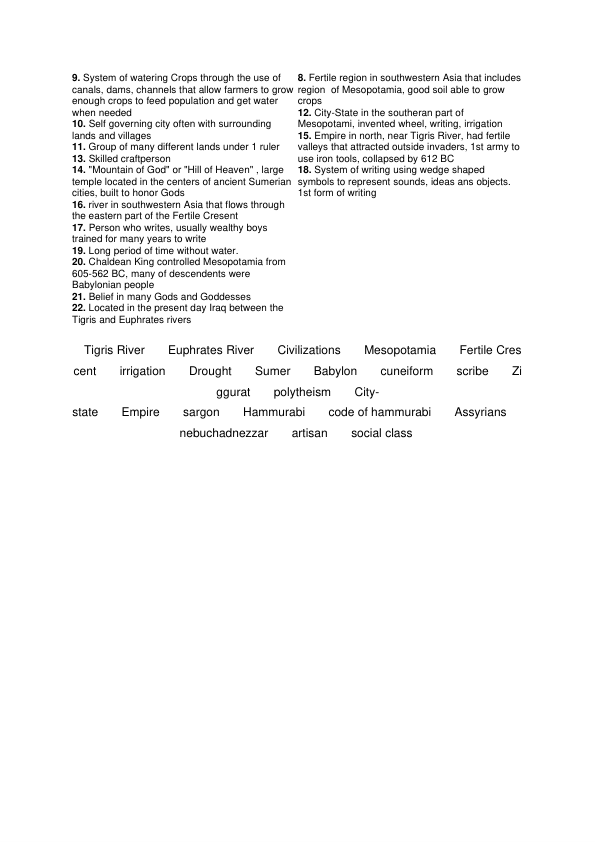 9. System of watering Crops through the use of
canals, dams, channels that allow farmers to grow
enough crops to feed population and get water
when needed
10. Self governing city often with surrounding
lands and villages
11. Group of many different lands under 1 ruler
13. Skilled craftperson
14. "Mountain of God" or "Hill of Heaven" , large
temple located in the centers of ancient Sumerian
cities, built to honor Gods
16. river in southwestern Asia that flows through
the eastern part of the Fertile Cresent
17. Person who writes, usually wealthy boys
trained for many years to write
19. Long period of time without water.
20. Chaldean King controlled Mesopotamia from
605-562 BC, many of descendents were
Babylonian people
21. Belief in many Gods and Goddesses
22. Located in the present day Iraq between the
Tigris and Euphrates rivers
8. Fertile region in southwestern Asia that includes
region of Mesopotamia, good soil able to grow
crops
12. City-State in the southeran part of
Mesopotami, invented wheel, writing, irrigation
15. Empire in north, near Tigris River, had fertile
valleys that attracted outside invaders, 1st army to
use iron tools, collapsed by 612 BC
18. System of writing using wedge shaped
symbols to represent sounds, ideas ans objects.
1st form of writing
Tigris River Euphrates River Civilizations Mesopotamia Fertile Cres
cent irrigation Drought Sumer Babylon cuneiform scribe Zi
ggurat polytheism City-
state Empire sargon Hammurabi code of hammurabi Assyrians
nebuchadnezzar artisan social class